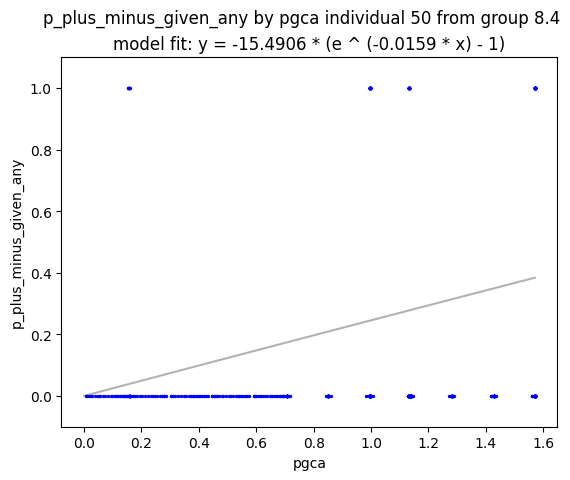 p_plus_minus_given_any by pgca individual 50 from group 8.4
model fit: y = -15.4906 * (e ^ (-0.0159 * x) - 1)
1.0
0.8
0.6
0.4
0.2
0.0
p_plus_minus_given_any
0.0 0.2 0.4 0.6 0.8 1.0 1.2 1.4 1.6
pgca